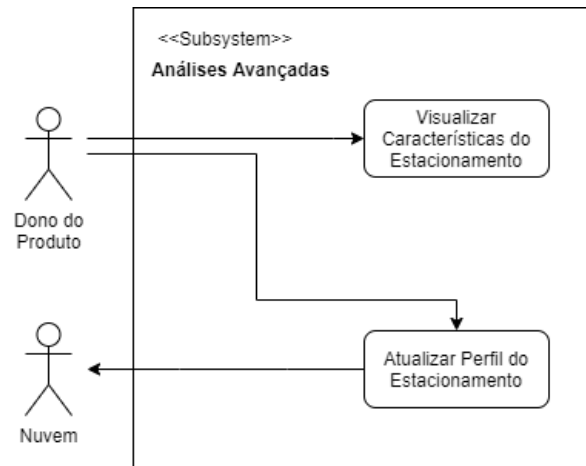 <<Subsystem>>
Análises Avançadas
Visualizar
Características do
Estacionamento
Dono do
Produto
Atualizar Perfil do
Estacionamento
Nuvem